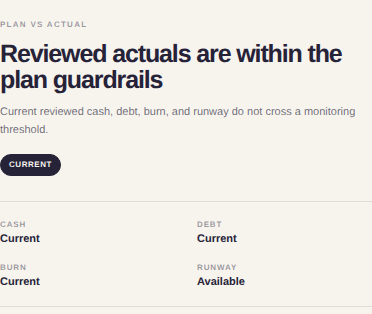 PLAN VS ACTUAL
Reviewed actuals are within the
plan guardrails
Current reviewed cash, debt, burn, and runway do not cross a monitoring
threshold.
CURRENT
CASH DEBT
Current Current
BURN RUNWAY
Current Available